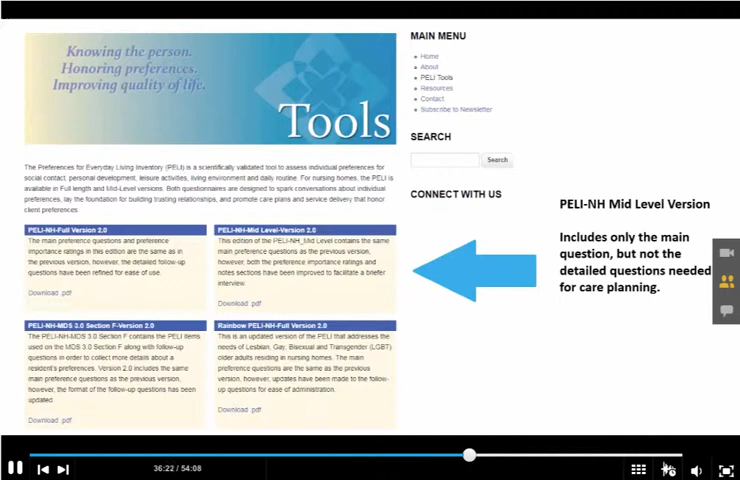 Knowing the person.
Honoring preferences.
Improving quality of life.
Tools
The Preferences for Everyday Living Inventory (PELI) is a scientifically validated tool to assess individual preferences for
social contact, personal development, leisure activities, living environment and daily routine. For nursing homes, the PELI is
available in Full length and Mid-Level versions. Both questionnaires are designed to spark conversations about individual
preferences, lay the foundation for building trusting relationships, and promote care plans and service delivery that honor
client preferences.
PELI-NH-Full Version 2.0
The main preference questions and preference
importance ratings in this edition are the same as in
the previous version, however, the detailed follow-up
questions have been refined for ease of use.
Download .pdf
PELI-NH-Mid Level-Version 2.0
This edition of the PELI-NH_Mid Level contains the same
main preference questions as the previous version,
however, both the preference importance ratings and
notes sections have been improved to facilitate a briefer
interview.
Download .pdf
PELI-NH-MDS 3.0 Section F-Version 2.0
The PELI-NH-MDS 3.0 Section F contains the PELI items
used on the MDS 3.0 Section F along with follow-up
questions in order to collect more details about a
resident's preferences. Version 2.0 includes the same
main preference questions as the previous version,
however, the format of the follow-up questions has been
updated
Download .pdf
Rainbow PELI-NH-Full Version 2.0
This is an updated version of the PELI that addresses the
needs of Lesbian, Gay, Bisexual and Transgender (LGBT)
older adults residing in nursing homes. The main
preference questions are the same as the previous
version, however, updates have been made to the follow-
up questions for ease of administration.
Download .pdf
MAIN MENU
Home
About
PELI Tools
Resources
Contact
Subscribe to Newsletter
SEARCH
Search
CONNECT WITH US
PELI-NH Mid Level Version
Includes only the main
question, but not the
detailed questions needed
for care planning.
36:22 / 54:08